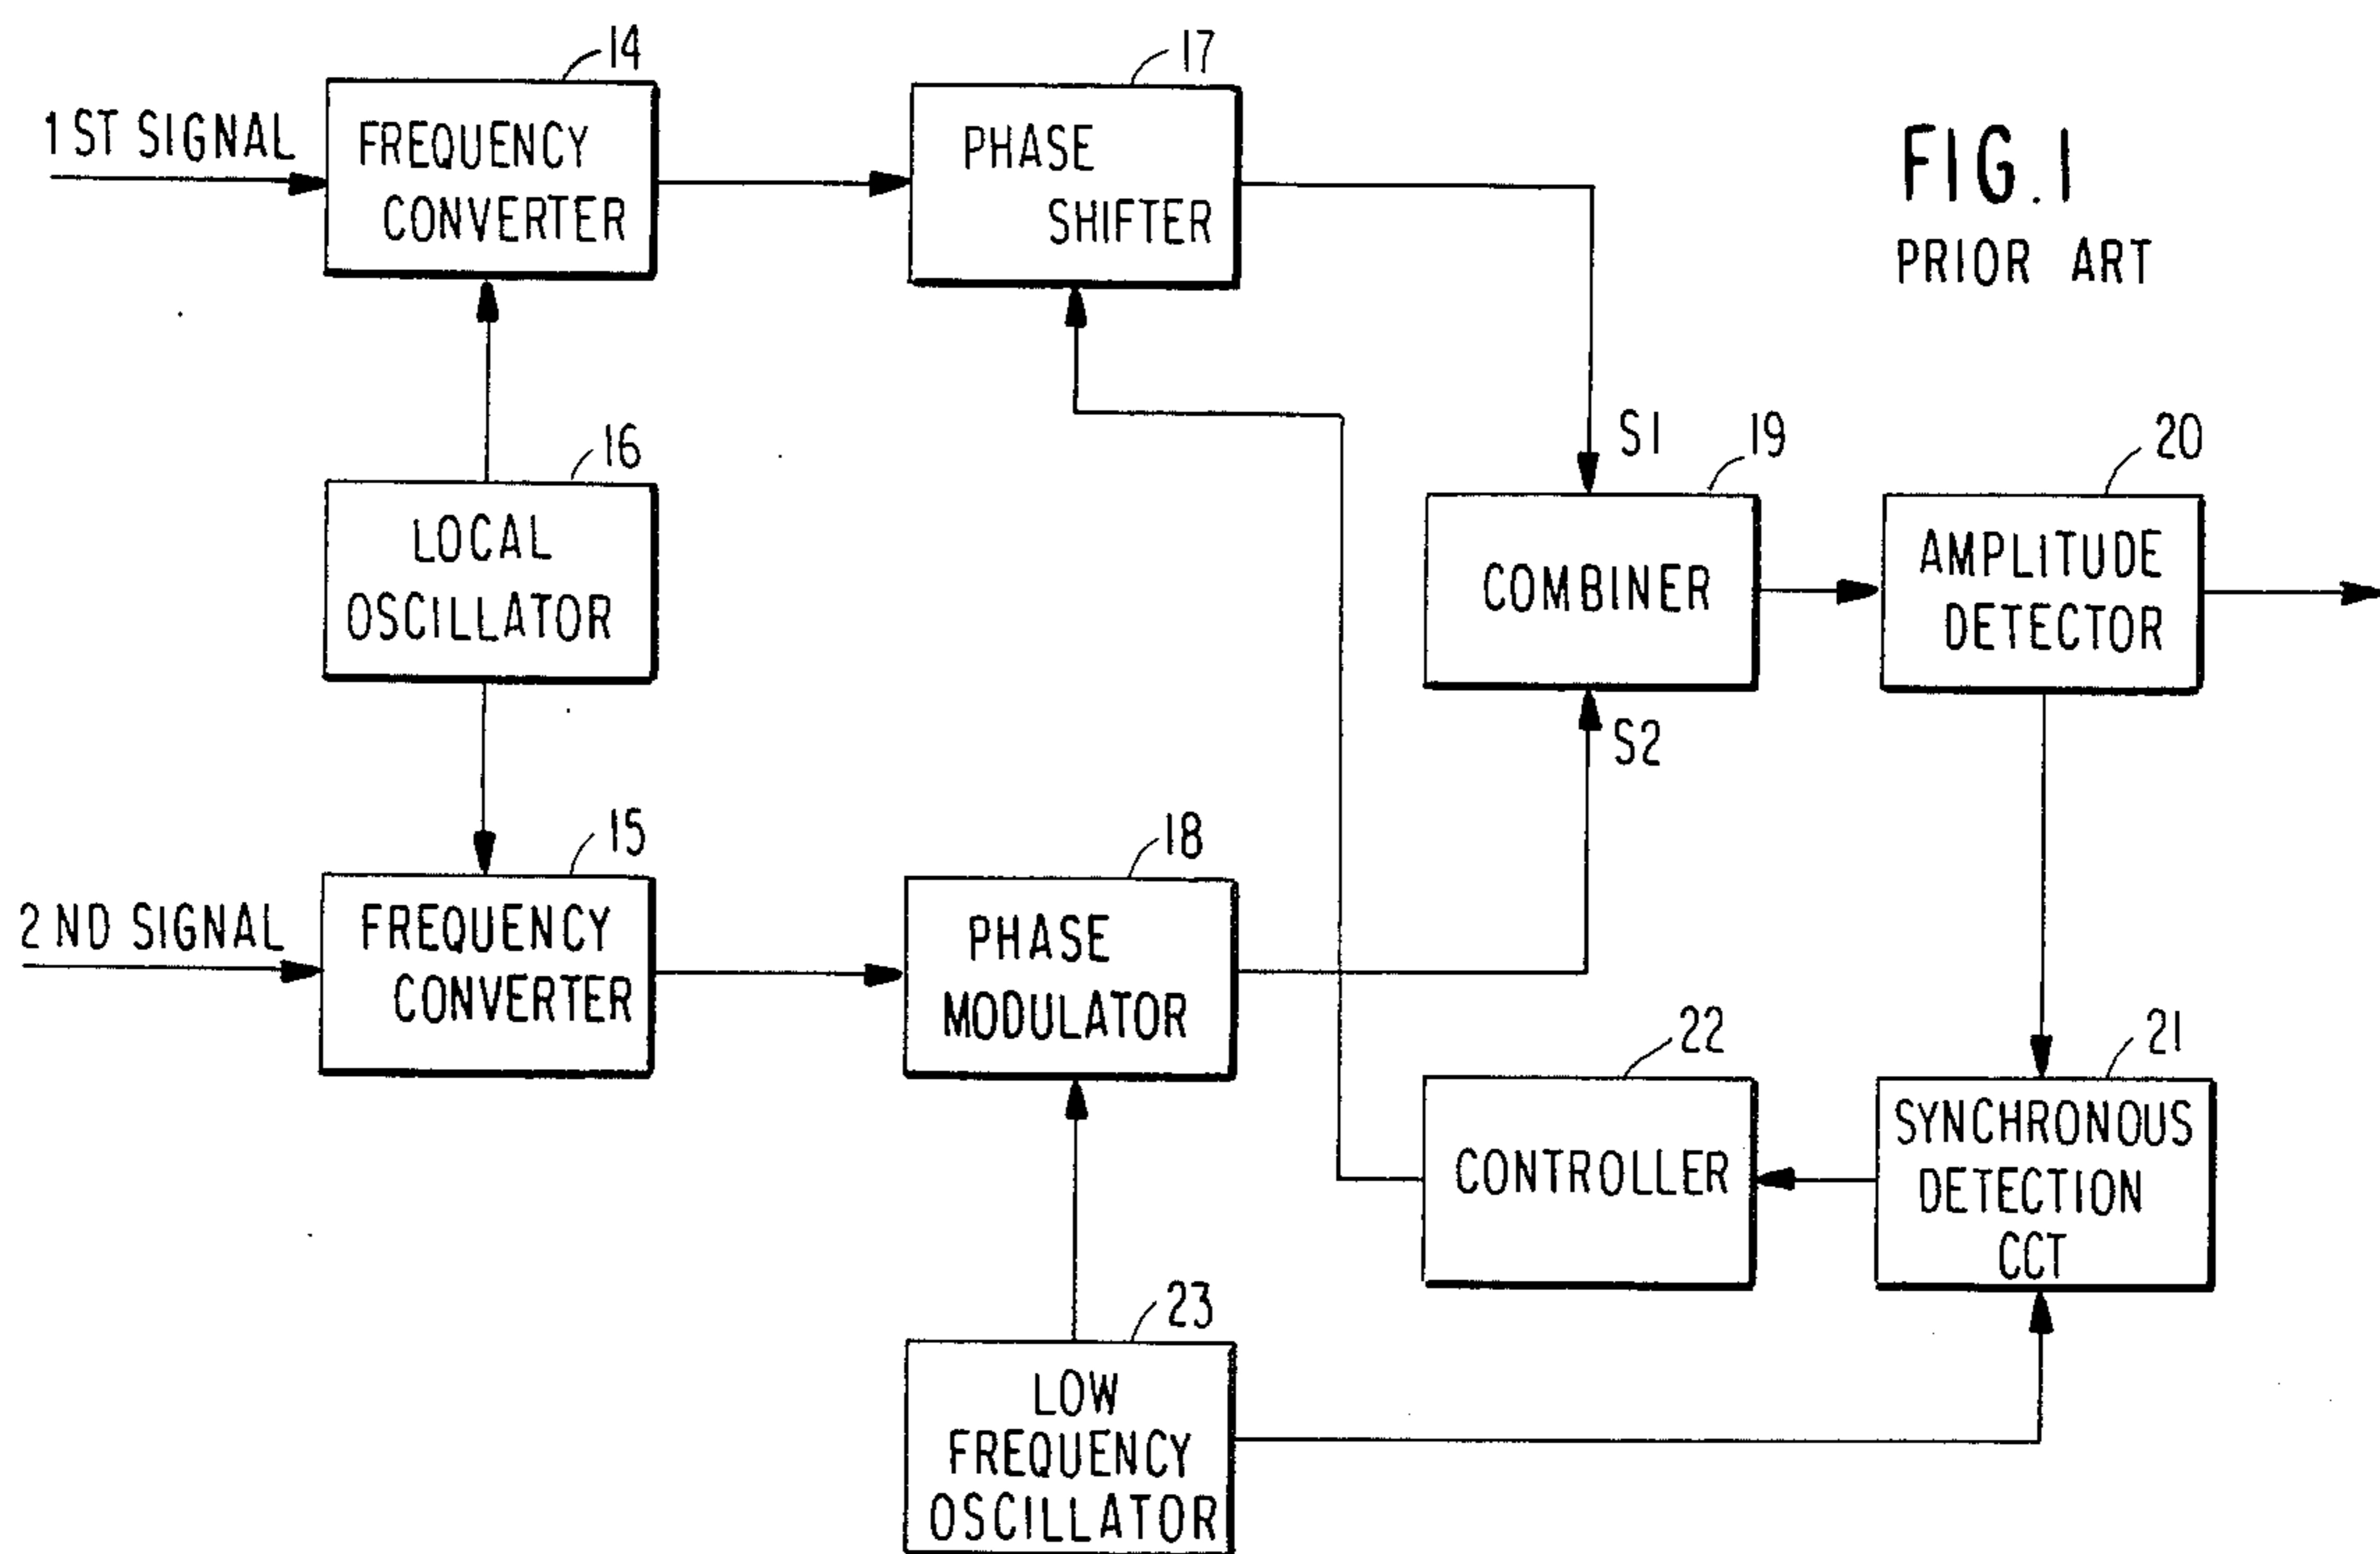 14
17
1ST SIGNAL
FREQUENCY
CONVERTER
PHASE
SHIFTER
FIG. 1
PRIOR ART
16
LOCAL
OSCILLATOR
S1
19
20
COMBINER
AMPLITUDE
DETECTOR
S2
15
18
2ND SIGNAL
FREQUENCY
CONVERTER
PHASE
MODULATOR
22
21
CONTROLLER
SYNCHRONOUS
DETECTION
CCT
23
LOW
FREQUENCY
OSCILLATOR